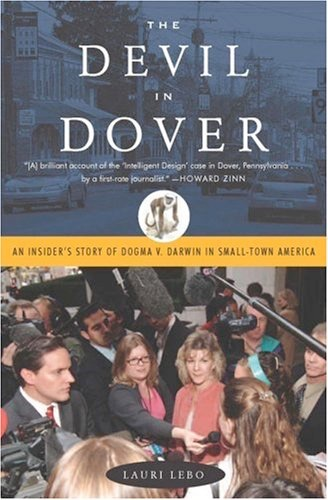 THE
DEVIL
IN
DOVER
"[A] brilliant account of the 'Intelligent Design' case in Dover, Pennsylvania . . .
by a first-rate journalist." —HOWARD ZINN
AN INSIDER'S STORY OF DOGMA V. DARWIN IN SMALL-TOWN AMERICA
LAURI LEBO